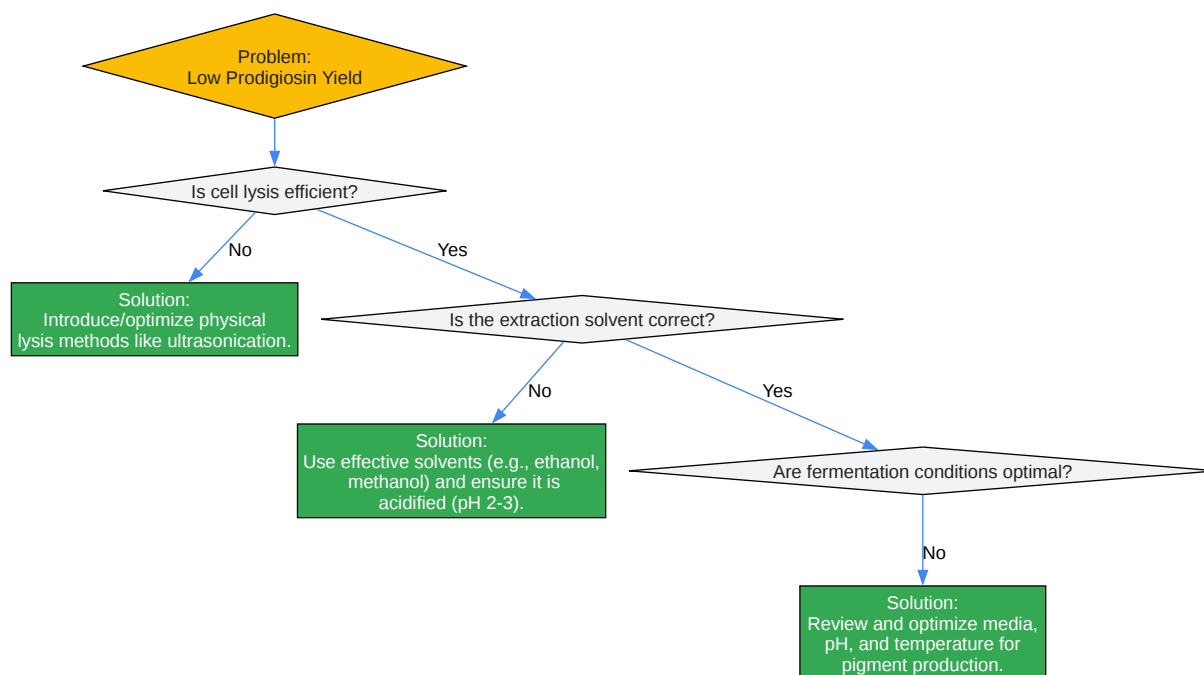 Problem:
Low Prodigiosin Yield
Is cell lysis efficient?
No
Yes
Solution:
Introduce/optimize physical
lysis methods like ultrasonication.
Is the extraction solvent correct?
No
Yes
Solution:
Use effective solvents (e.g., ethanol,
methanol) and ensure it is
acidified (pH 2-3).
Are fermentation conditions optimal?
No
Solution:
Review and optimize media,
pH, and temperature for
pigment production.